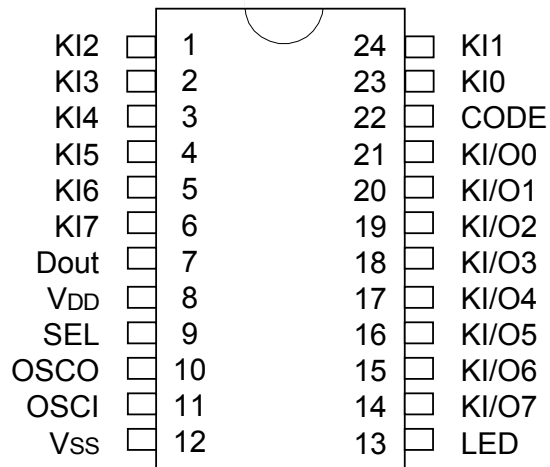 KI2 1 24 KI1
KI3 2 23 KI0
KI4 3 22 CODE
KI5 4 21 KI/O0
KI6 5 20 KI/O1
KI7 6 19 KI/O2
Dout 7 18 KI/O3
VDD 8 17 KI/O4
SEL 9 16 KI/O5
OSCO 10 15 KI/O6
OSCI 11 14 KI/O7
Vss 12 13 LED